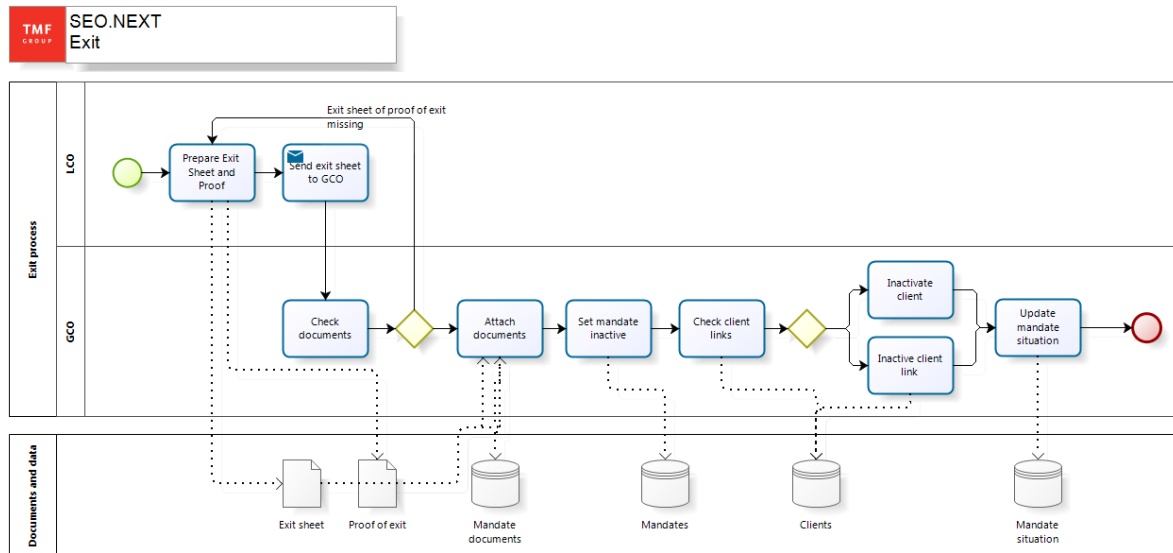 TMF
GROUP
SEO.NEXT
Exit
Exit process
LCO
Exit sheet of proof of exit
missing
Prepare Exit
Sheet and
Proof
Send exit sheet
to GCO
GCO
Check
documents
Attach
documents
Set mandate
inactive
Check client
links
Inactivate
client
Inactive client
link
Update
mandate
situation
Documents and data
Exit sheet
Proof of exit
Mandate
documents
Mandates
Clients
Mandate
situation